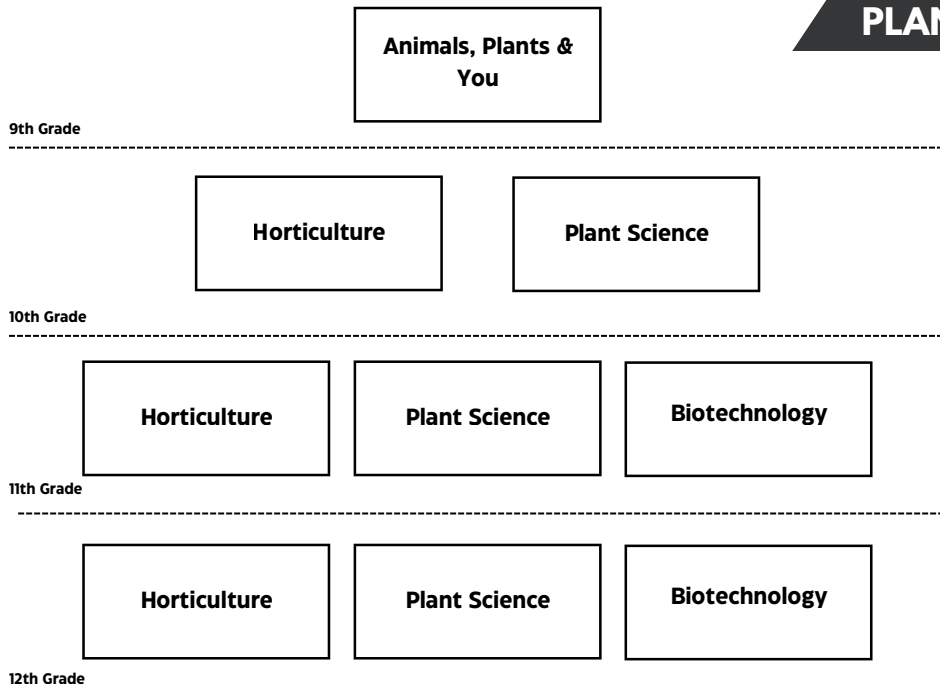 PLAN
Animals, Plants &
You
9th Grade
Horticulture
Plant Science
10th Grade
Horticulture
Plant Science
Biotechnology
11th Grade
Horticulture
Plant Science
Biotechnology
12th Grade